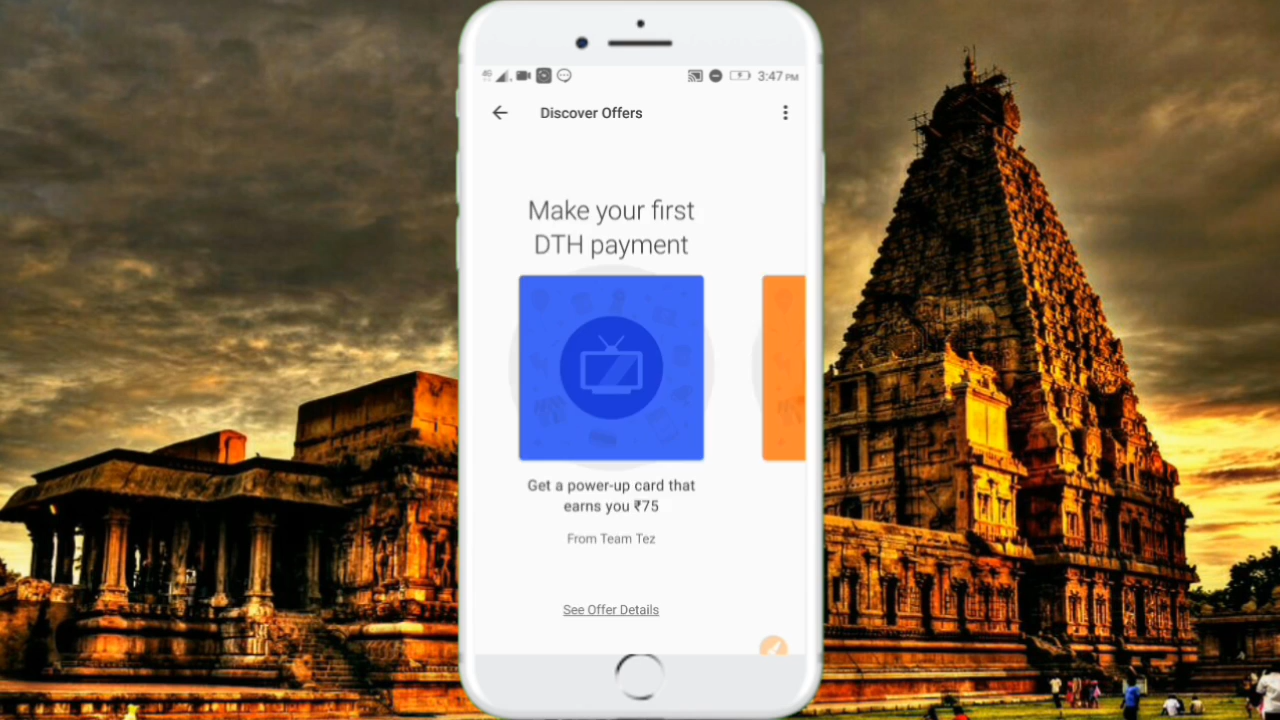 4G
3:47 PM
Discover Offers
Make your first
DTH payment
Get a power-up card that
earns you ₹75
From Team Tez
See Offer Details